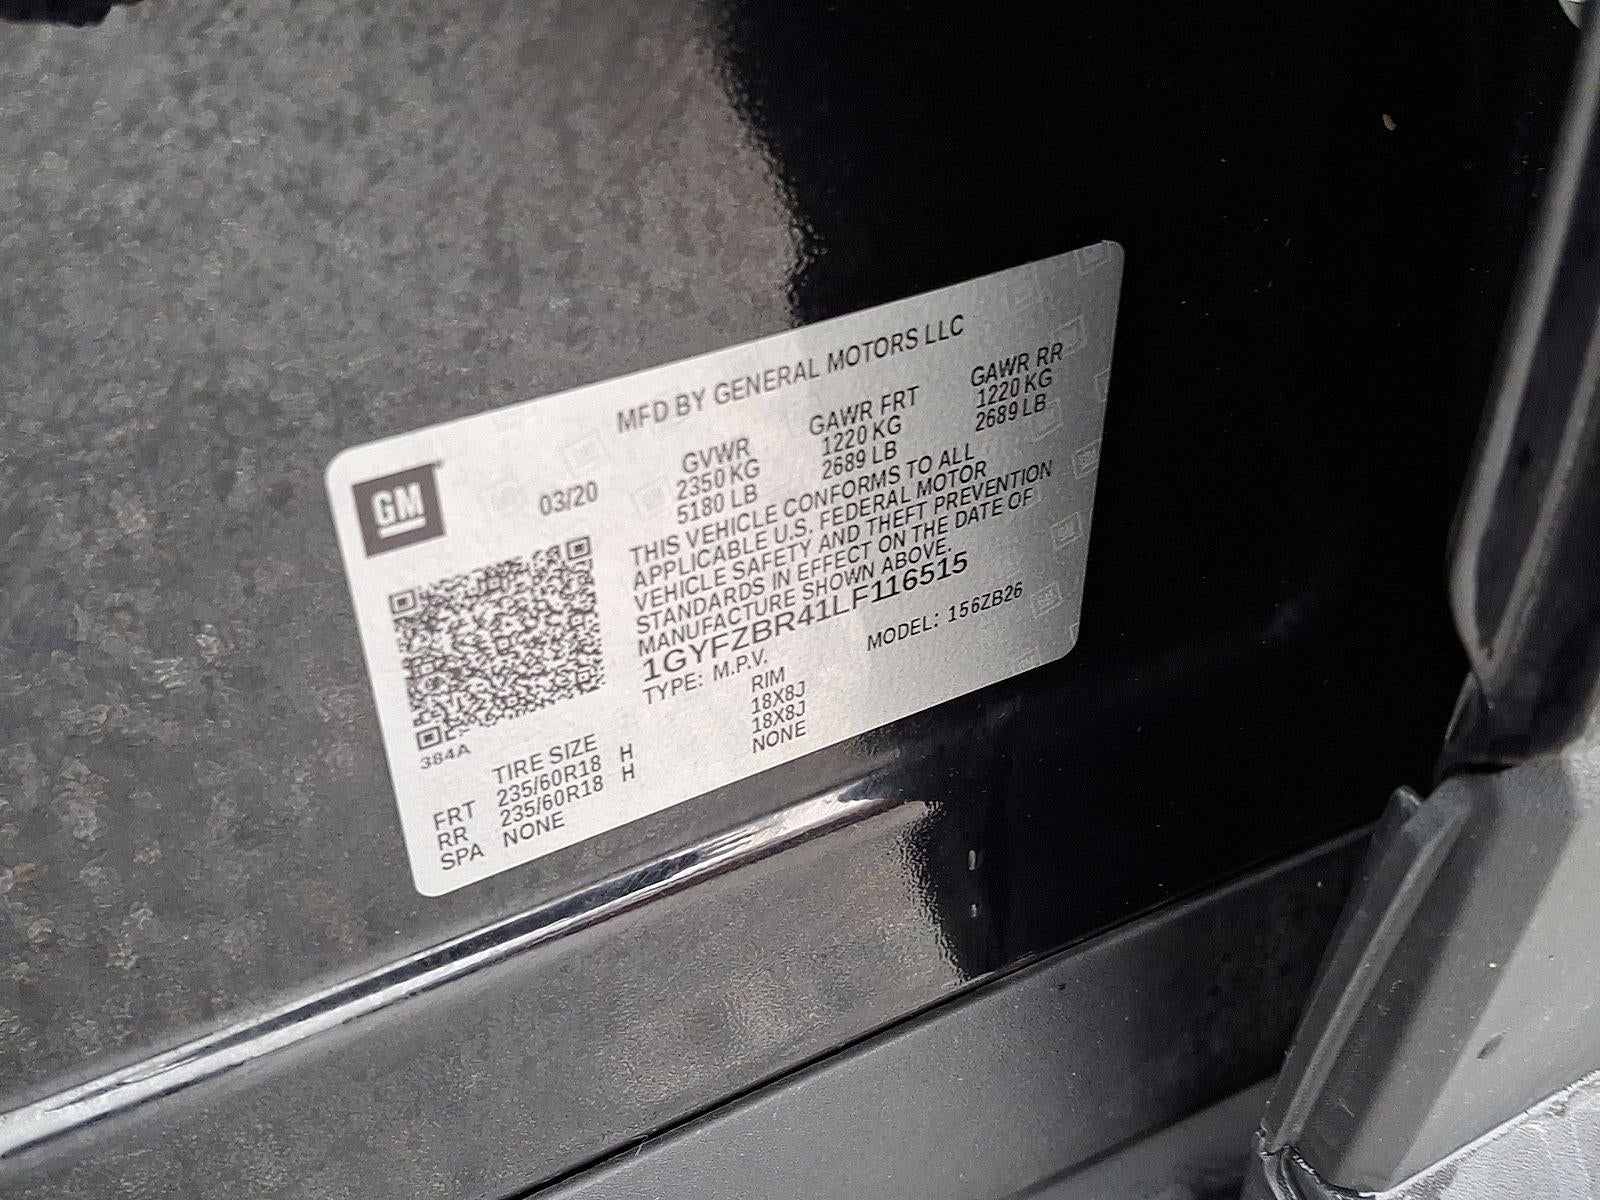 MFD BY GENERAL MOTORS LLC
GM
03/20
GVWR GAWR FRT GAWR RR
2350 KG 1220 KG 1220 KG
5180 LB 2689 LB 2689 LB
THIS VEHICLE CONFORMS TO ALL
APPLICABLE U.S. FEDERAL MOTOR
VEHICLE SAFETY AND THEFT PREVENTION
STANDARDS IN EFFECT ON THE DATE OF
MANUFACTURE SHOWN ABOVE.
1GYFZBR41LF116515
TYPE: M.P.V. MODEL: 156ZB26
384A
TIRE SIZE RIM
FRT 235/60R18 H 18X8J
RR 235/60R18 H 18X8J
SPA NONE NONE